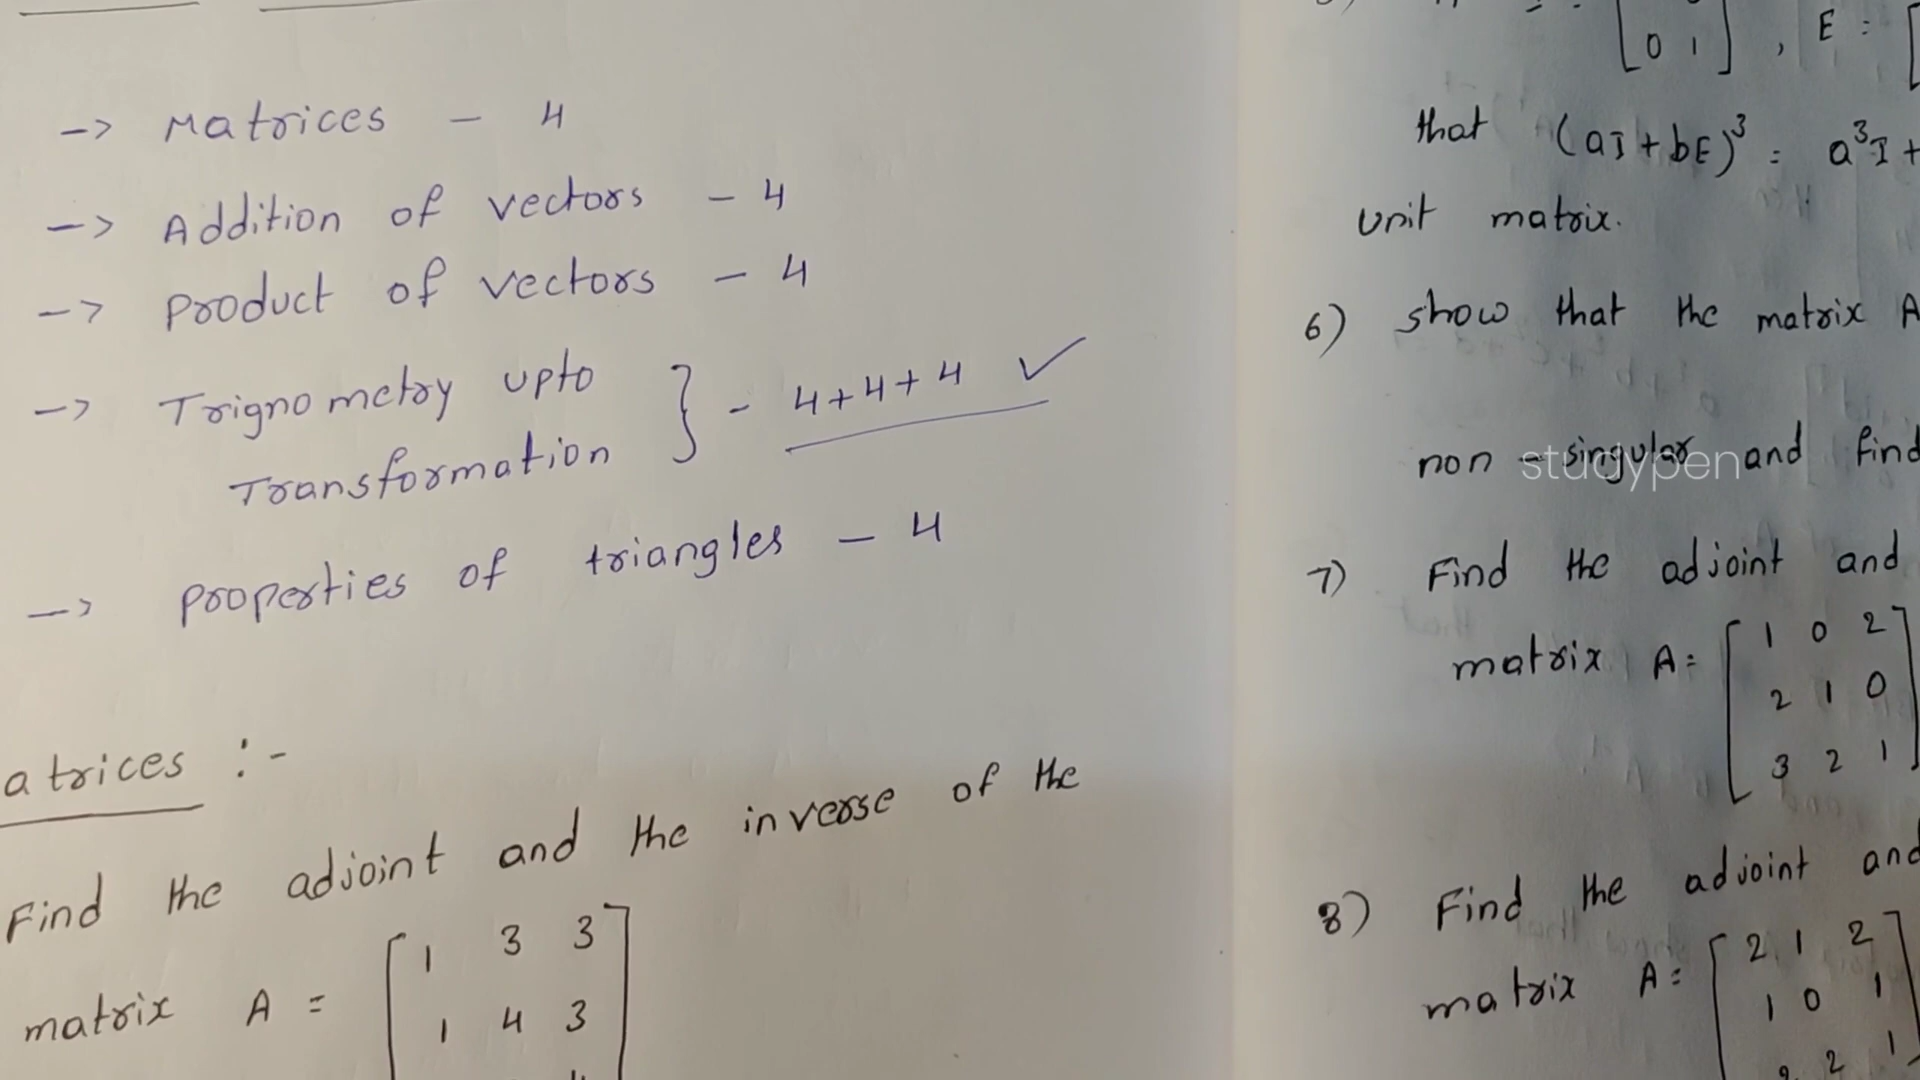 -> Matrices - 4
-> Addition of vectors - 4
-> Product of vectors - 4
-> Trignometry upto
Transformation } - 4+4+4 ✓
-> Properties of triangles - 4
atrices :-
Find the adjoint and the inverse of the
matrix A = [ 1 3 3
1 4 3
0 1 ] , E = [
that (aI + bE)³ = a³I +
unit matrix.
6) show that the matrix A
non - singular and find
studypen
7) Find the adjoint and
matrix A = [ 1 0 2
2 1 0
3 2 1 ]
8) Find the adjoint and
matrix A = [ 2 1 2
1 0 1
2 1